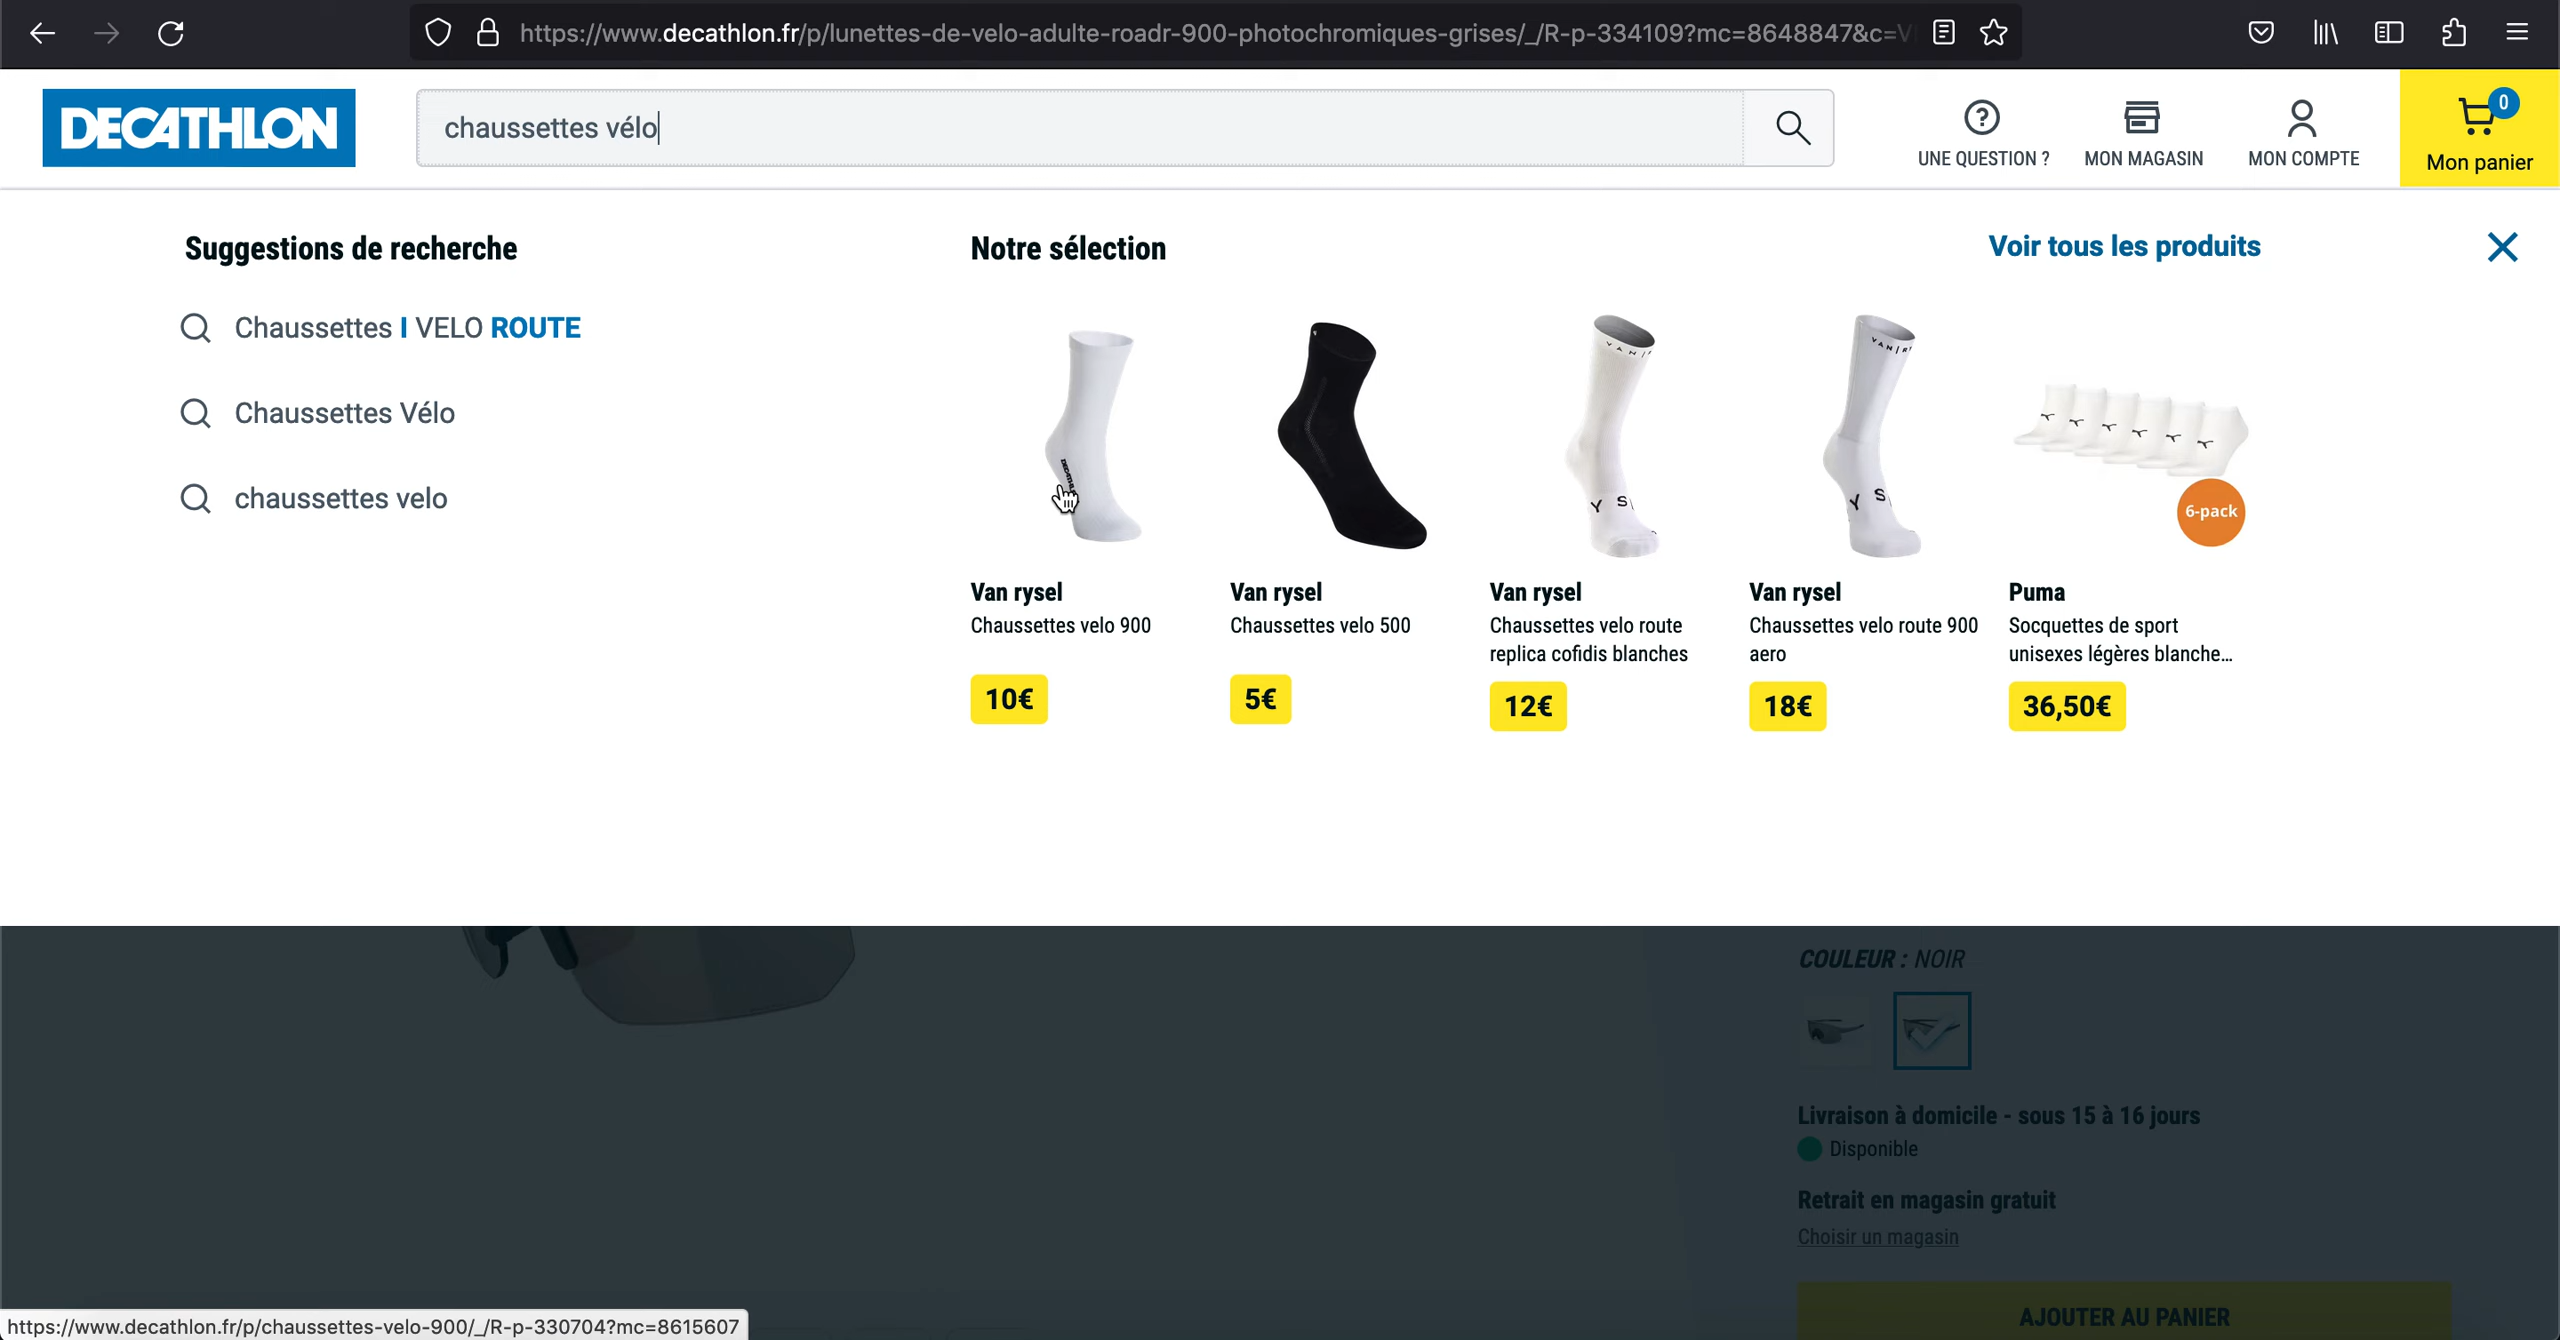 https://www.decathlon.fr/p/lunettes-de-velo-adulte-roadr-900-photochromiques-grises/_/R-p-334109?mc=8648847&c=V
DECATHLON
chaussettes vélo
UNE QUESTION ?
MON MAGASIN
MON COMPTE
0
Mon panier
Suggestions de recherche
Chaussettes I VELO ROUTE
Chaussettes Vélo
chaussettes velo
Notre sélection
Voir tous les produits
DECATHLON
VAN
Y S
VAN
Y S
6-pack
Van rysel
Chaussettes velo 900
10€
Van rysel
Chaussettes velo 500
5€
Van rysel
Chaussettes velo route
replica cofidis blanches
12€
Van rysel
Chaussettes velo route 900
aero
18€
Puma
Socquettes de sport
unisexes légères blanche...
36,50€
COULEUR : NOIR
Livraison à domicile - sous 15 à 16 jours
Disponible
Retrait en magasin gratuit
Choisir un magasin
AJOUTER AU PANIER
https://www.decathlon.fr/p/chaussettes-velo-900/_/R-p-330704?mc=8615607